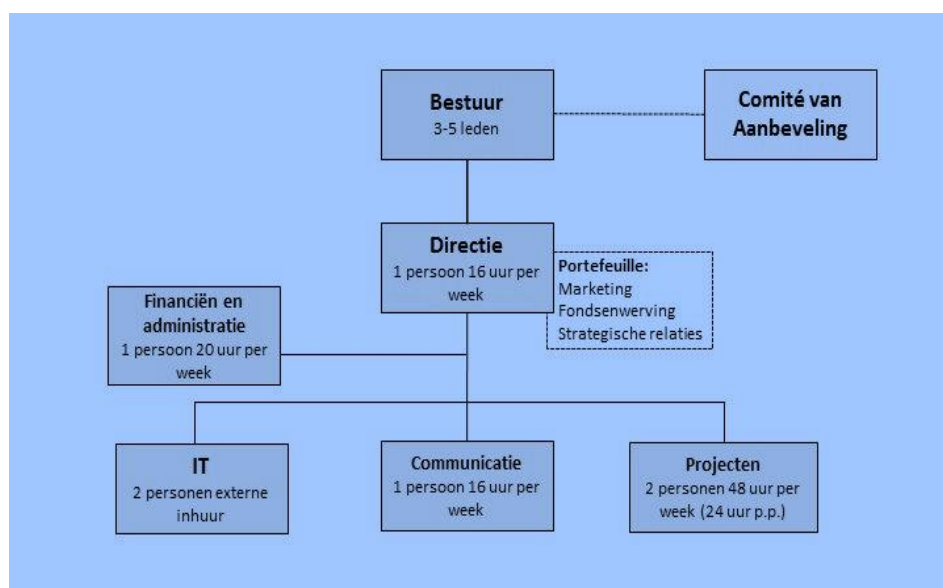 Bestuur
3-5 leden
Comité van
Aanbeveling
Directie
1 persoon 16 uur per
week
Portefeuille:
Marketing
Fondsenwerving
Strategische relaties
Financiën en
administratie
1 persoon 20 uur per
week
IT
2 personen externe
inhuur
Communicatie
1 persoon 16 uur per
week
Projecten
2 personen 48 uur per
week (24 uur p.p.)